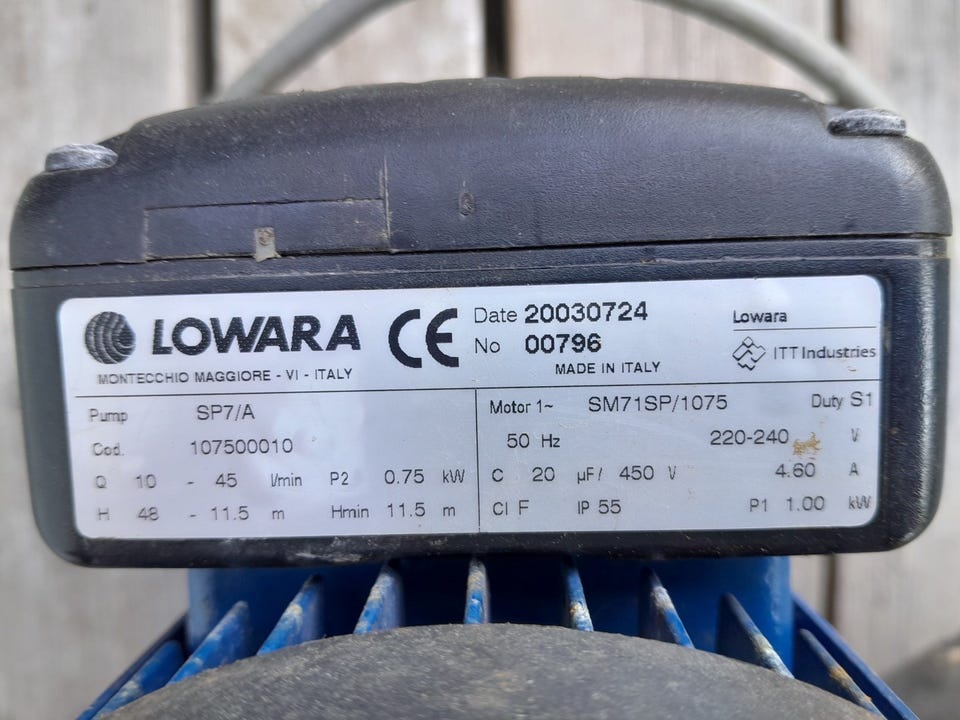 LOWARA
MONTECCHIO MAGGIORE - VI - ITALY
CE
Date 20030724
No 00796
MADE IN ITALY
Lowara
ITT Industries
Pump SP7/A
Cod. 107500010
Q 10 - 45 l/min P2 0.75 kW
H 48 - 11.5 m Hmin 11.5 m
Motor 1~ SM71SP/1075 Duty S1
50 Hz 220-240 V
C 20 µF/ 450 V 4.60 A
Cl F IP 55 P1 1.00 kW